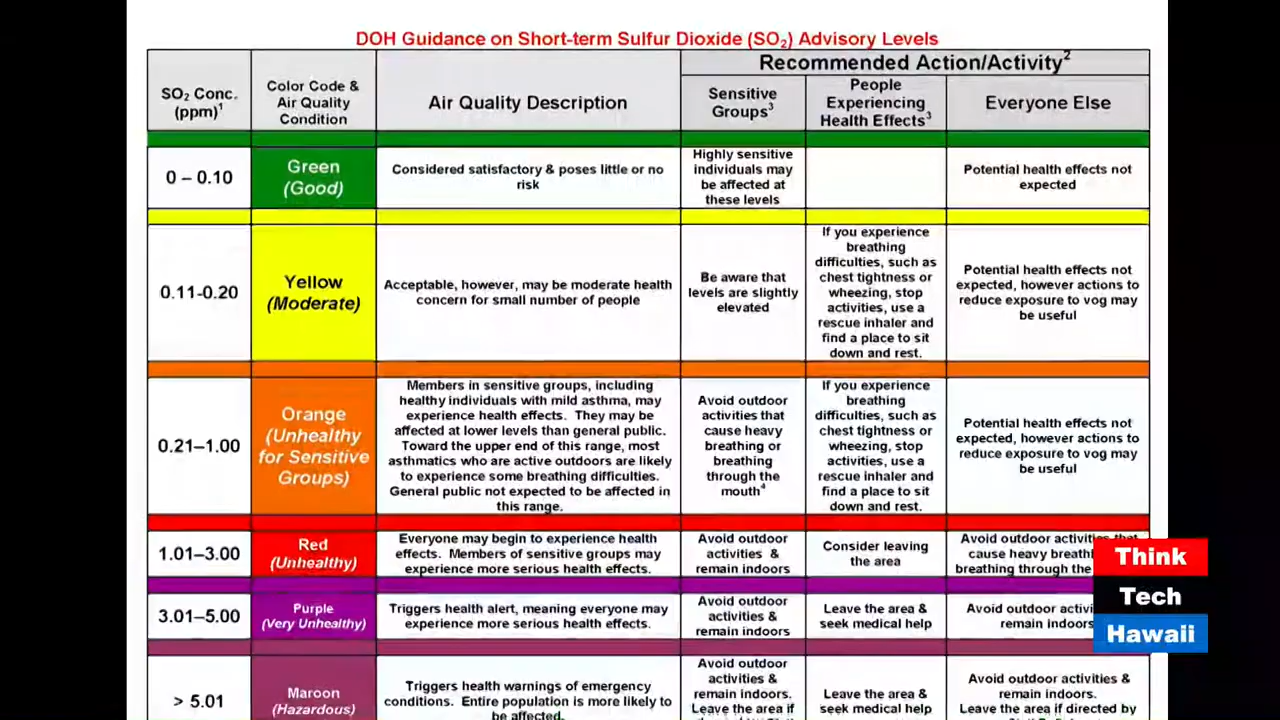 DOH Guidance on Short-term Sulfur Dioxide (SO₂) Advisory Levels
SO₂ Conc.
(ppm)¹
Color Code &
Air Quality
Condition
Air Quality Description
Recommended Action/Activity²
Sensitive
Groups³
People
Experiencing
Health Effects³
Everyone Else
0 – 0.10
Green
(Good)
Considered satisfactory & poses little or no
risk
Highly sensitive
individuals may
be affected at
these levels
Potential health effects not
expected
0.11-0.20
Yellow
(Moderate)
Acceptable, however, may be moderate health
concern for small number of people
Be aware that
levels are slightly
elevated
If you experience
breathing
difficulties, such as
chest tightness or
wheezing, stop
activities, use a
rescue inhaler and
find a place to sit
down and rest.
Potential health effects not
expected, however actions to
reduce exposure to vog may
be useful
0.21–1.00
Orange
(Unhealthy
for Sensitive
Groups)
Members in sensitive groups, including
healthy individuals with mild asthma, may
experience health effects. They may be
affected at lower levels than general public.
Toward the upper end of this range, most
asthmatics who are active outdoors are likely
to experience some breathing difficulties.
General public not expected to be affected in
this range.
Avoid outdoor
activities that
cause heavy
breathing or
breathing
through the
mouth⁴
If you experience
breathing
difficulties, such as
chest tightness or
wheezing, stop
activities, use a
rescue inhaler and
find a place to sit
down and rest.
Potential health effects not
expected, however actions to
reduce exposure to vog may
be useful
1.01–3.00
Red
(Unhealthy)
Everyone may begin to experience health
effects. Members of sensitive groups may
experience more serious health effects.
Avoid outdoor
activities &
remain indoors
Consider leaving
the area
Avoid outdoor activities that
cause heavy
breathing through the
3.01–5.00
Purple
(Very Unhealthy)
Triggers health alert, meaning everyone may
experience more serious health effects.
Avoid outdoor
activities &
remain indoors
Leave the area &
seek medical help
Avoid outdoor
remain indoors
> 5.01
Maroon
(Hazardous)
Triggers health warnings of emergency
conditions. Entire population is more likely to
be affected.
Avoid outdoor
activities &
remain indoors.
Leave the area if
Leave the area &
seek medical help
Avoid outdoor activities &
remain indoors.
Leave the area if directed by
Think
Tech
Hawaii